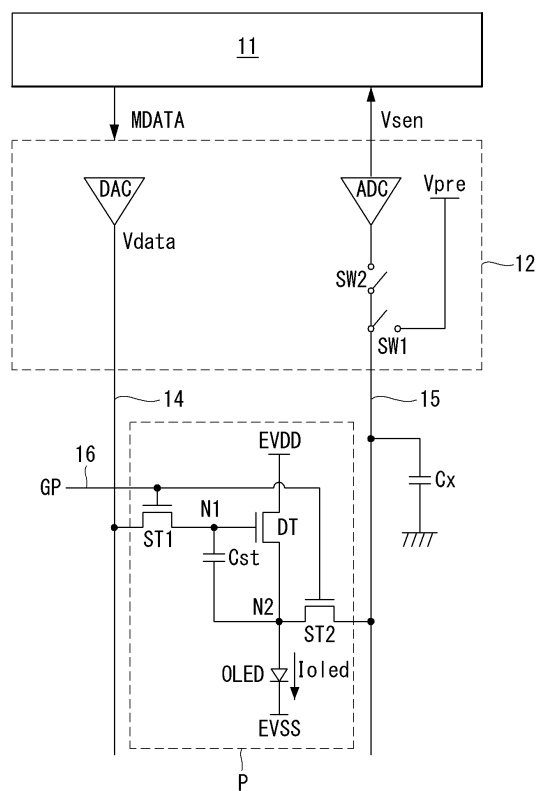 11
MDATA
Vsen
DAC
ADC
Vpre
Vdata
SW2
12
SW1
14
15
EVDD
16
GP
N1
DT
Cx
ST1
Cst
N2
ST2
OLED
Ioled
EVSS
P